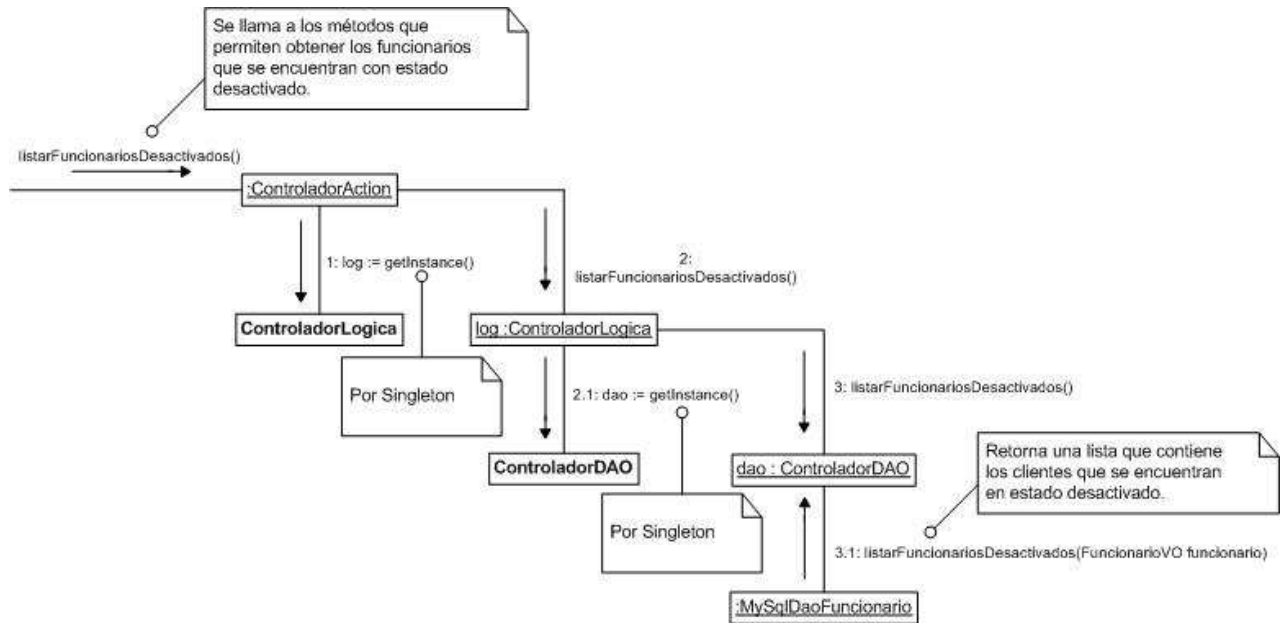 Se llama a los métodos que
permiten obtener los funcionarios
que se encuentran con estado
desactivado.
listarFuncionariosDesactivados()
:ControladorAction
1: log := getInstance()
2:
listarFuncionariosDesactivados()
ControladorLogica
log :ControladorLogica
Por Singleton
2.1: dao := getInstance()
3: listarFuncionariosDesactivados()
ControladorDAO
dao : ControladorDAO
Retorna una lista que contiene
los clientes que se encuentran
en estado desactivado.
Por Singleton
3.1: listarFuncionariosDesactivados(FuncionarioVO funcionario)
:MySqlDaoFuncionario